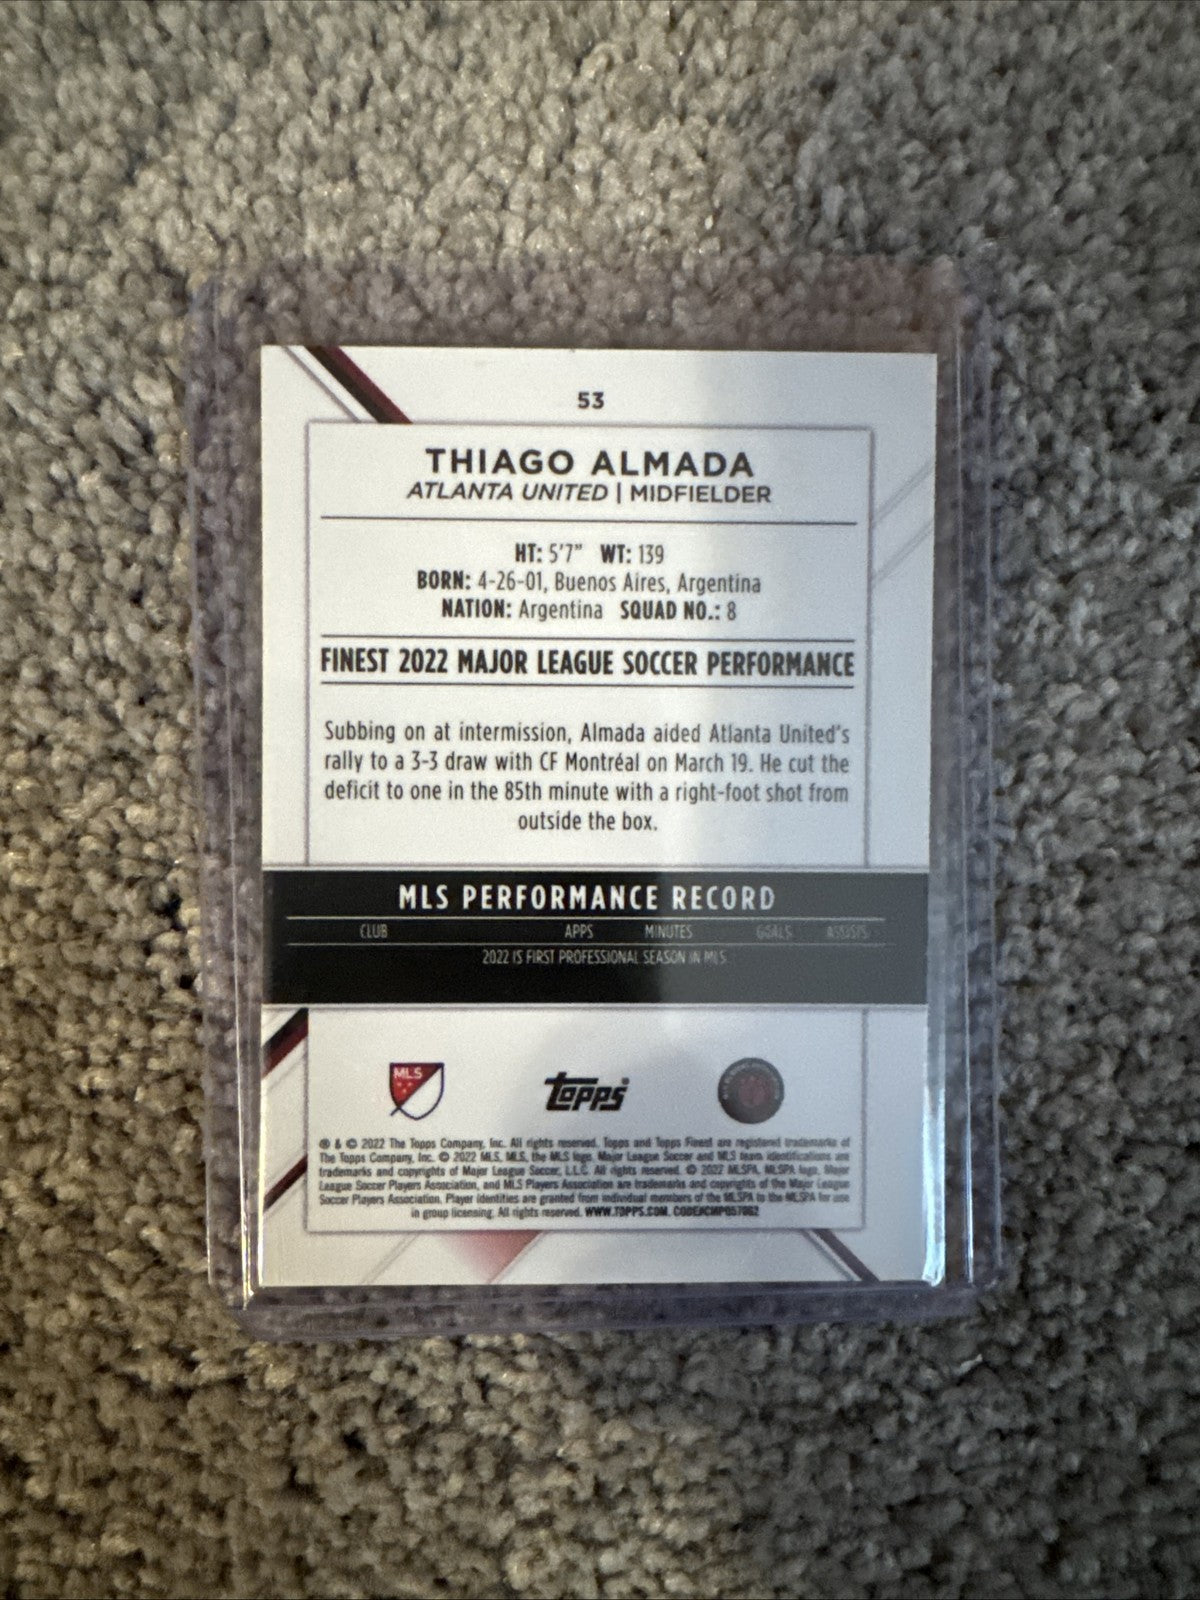 53
THIAGO ALMADA
ATLANTA UNITED | MIDFIELDER
HT: 5'7" WT: 139
BORN: 4-26-01, Buenos Aires, Argentina
NATION: Argentina SQUAD NO.: 8
FINEST 2022 MAJOR LEAGUE SOCCER PERFORMANCE
Subbing on at intermission, Almada aided Atlanta United's
rally to a 3-3 draw with CF Montréal on March 19. He cut the
deficit to one in the 85th minute with a right-foot shot from
outside the box.
MLS PERFORMANCE RECORD
CLUB APPS MINUTES GOALS ASSISTS
2022 IS FIRST PROFESSIONAL SEASON IN MLS.
MLS
topps®
® & © 2022 The Topps Company, Inc. All rights reserved. Topps and Topps Finest are registered trademarks of
The Topps Company, Inc. © 2022 MLS. MLS, the MLS logo, Major League Soccer and MLS team identifications are
trademarks and copyrights of Major League Soccer, L.L.C. All rights reserved. © 2022 MLSPA. MLSPA logo, Major
League Soccer Players Association, and MLS Players Association are trademarks and copyrights of the Major League
Soccer Players Association. Player identities are granted from individual members of the MLSPA to the MLSPA for use
in group licensing. All rights reserved. WWW.TOPPS.COM. CODE#CMP057862